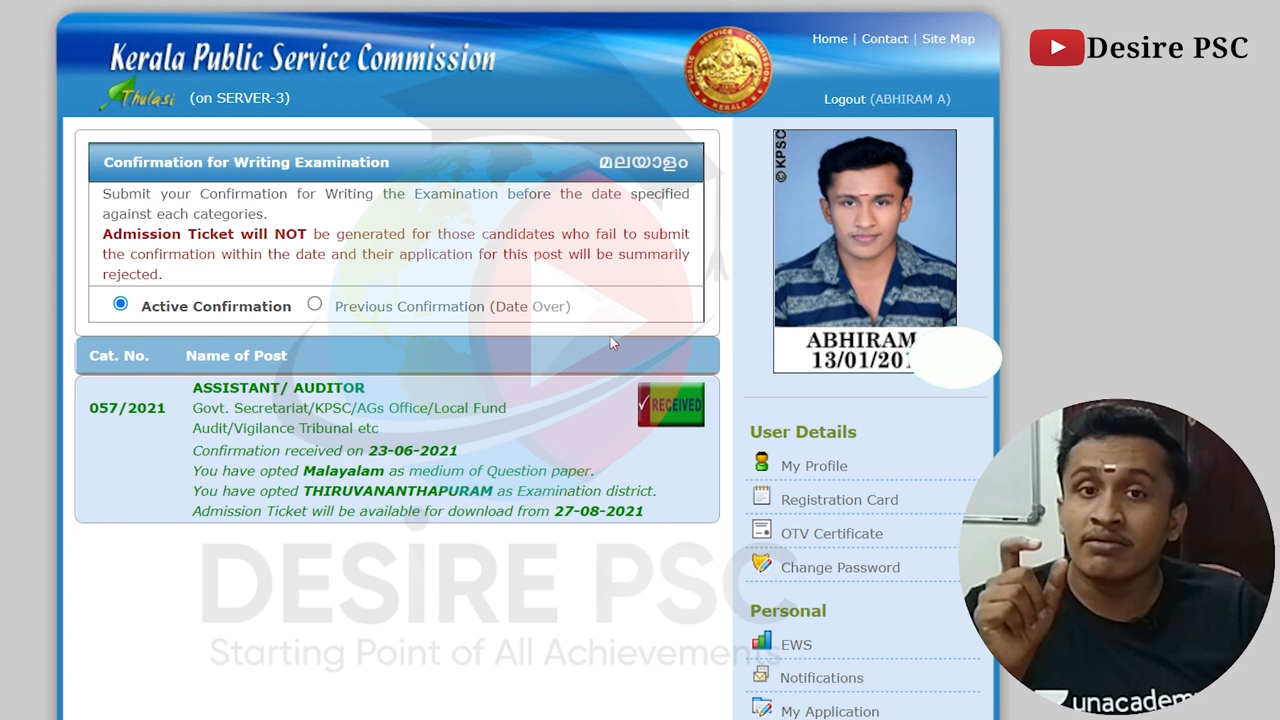 Kerala Public Service Commission
Thulasi (on SERVER-3)
Home | Contact | Site Map
Logout (ABHIRAM A)
Desire PSC
Confirmation for Writing Examination
മലയാളം
Submit your Confirmation for Writing the Examination before the date specified
against each categories.
Admission Ticket will NOT be generated for those candidates who fail to submit
the confirmation within the date and their application for this post will be summarily
rejected.
Active Confirmation Previous Confirmation (Date Over)
Cat. No. Name of Post
057/2021
ASSISTANT/ AUDITOR
Govt. Secretariat/KPSC/AGs Office/Local Fund
Audit/Vigilance Tribunal etc
RECEIVED
Confirmation received on 23-06-2021
You have opted Malayalam as medium of Question paper.
You have opted THIRUVANANTHAPURAM as Examination district.
Admission Ticket will be available for download from 27-08-2021
DESIRE PSC
Starting Point of All Achievements
© KPSC
ABHIRAM
User Details
My Profile
Registration Card
OTV Certificate
Change Password
Personal
EWS
Notifications
My Application